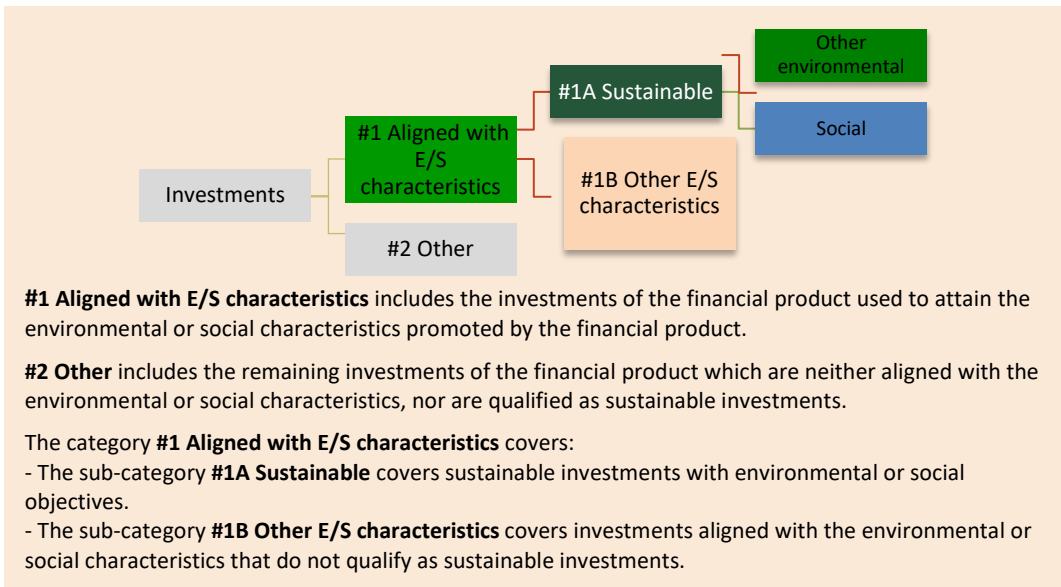 Other
environmental
#1A Sustainable
Social
#1 Aligned with
E/S
characteristics
#1B Other E/S
characteristics
Investments
#2 Other
#1 Aligned with E/S characteristics includes the investments of the financial product used to attain the
environmental or social characteristics promoted by the financial product.
#2 Other includes the remaining investments of the financial product which are neither aligned with the
environmental or social characteristics, nor are qualified as sustainable investments.
The category #1 Aligned with E/S characteristics covers:
- The sub-category #1A Sustainable covers sustainable investments with environmental or social
objectives.
- The sub-category #1B Other E/S characteristics covers investments aligned with the environmental or
social characteristics that do not qualify as sustainable investments.